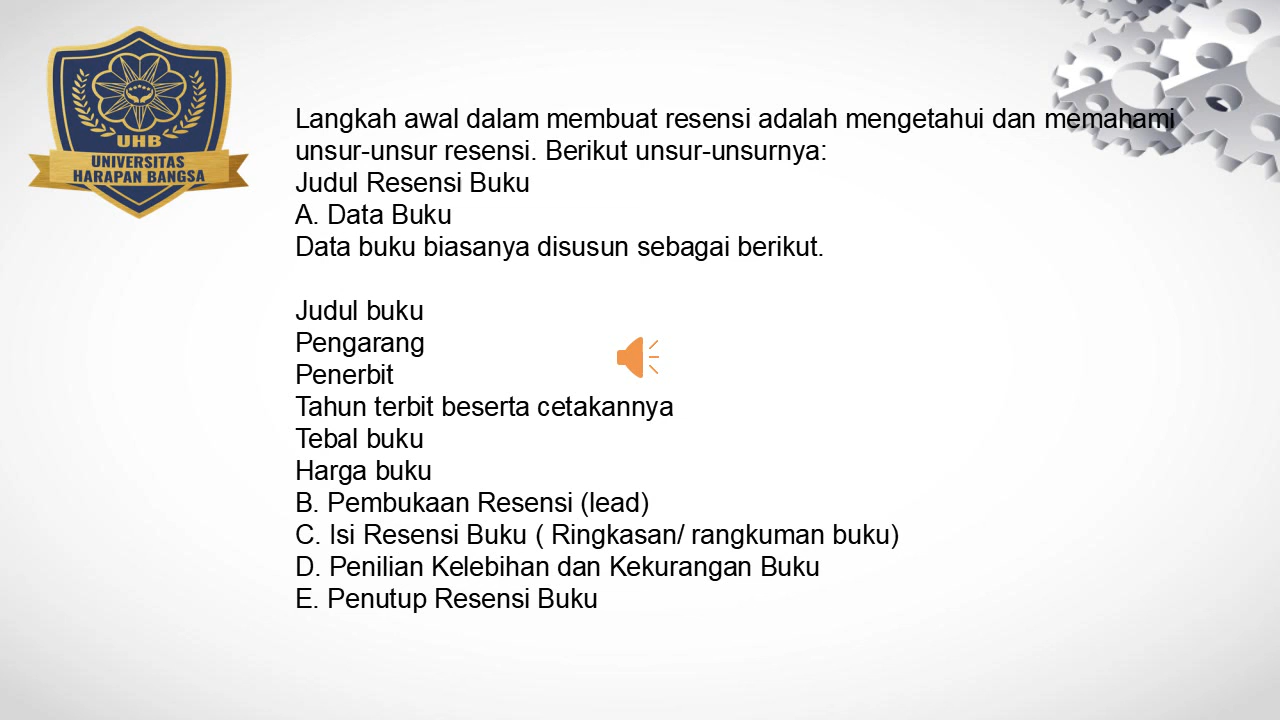 UHB
UNIVERSITAS
HARAPAN BANGSA
Langkah awal dalam membuat resensi adalah mengetahui dan memahami
unsur-unsur resensi. Berikut unsur-unsurnya:
Judul Resensi Buku
A. Data Buku
Data buku biasanya disusun sebagai berikut.
Judul buku
Pengarang
Penerbit
Tahun terbit beserta cetakannya
Tebal buku
Harga buku
B. Pembukaan Resensi (lead)
C. Isi Resensi Buku ( Ringkasan/ rangkuman buku)
D. Penilian Kelebihan dan Kekurangan Buku
E. Penutup Resensi Buku